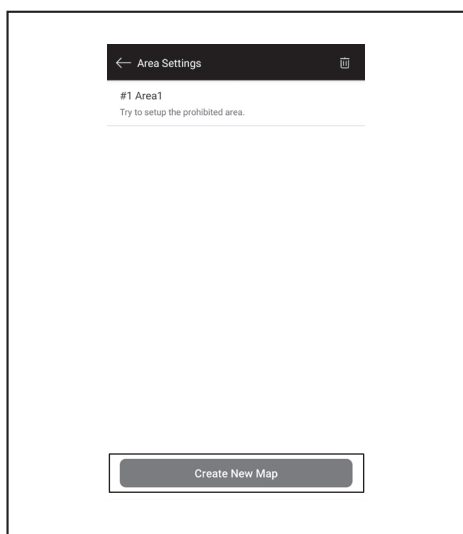 Area Settings
#1 Area1
Try to setup the prohibited area.
Create New Map